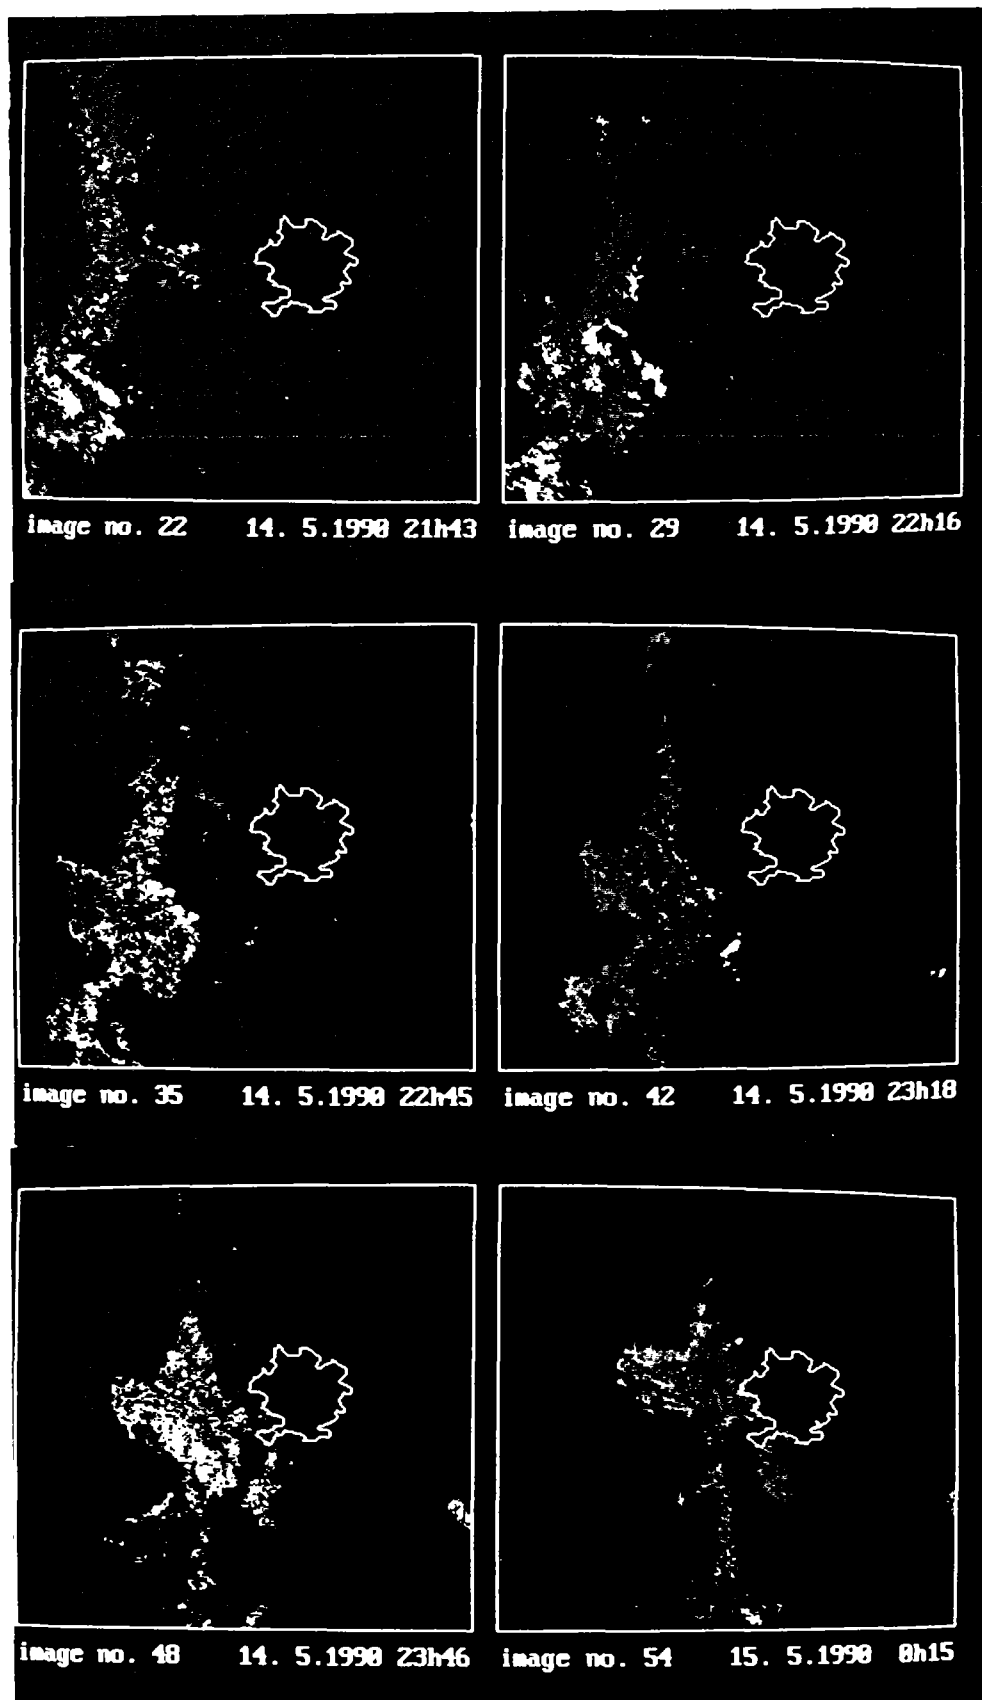 image no. 22 14. 5.1990 21h43
image no. 29 14. 5.1990 22h16
image no. 35 14. 5.1990 22h45
image no. 42 14. 5.1990 23h18
image no. 48 14. 5.1990 23h46
image no. 54 15. 5.1990 0h15